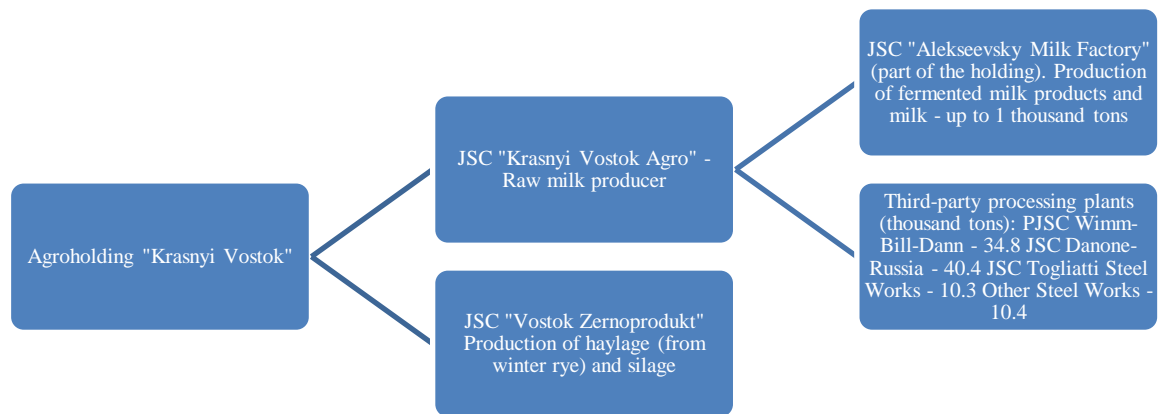 Agroholding "Krasnyi Vostok"
JSC "Krasnyi Vostok Agro" -
Raw milk producer
JSC "Vostok Zernoprodukt"
Production of haylage (from
winter rye) and silage
JSC "Alekseevsky Milk Factory"
(part of the holding). Production
of fermented milk products and
milk - up to 1 thousand tons
Third-party processing plants
(thousand tons): PJSC Wimm-
Bill-Dann - 34.8 JSC Danone-
Russia - 40.4 JSC Togliatti Steel
Works - 10.3 Other Steel Works -
10.4